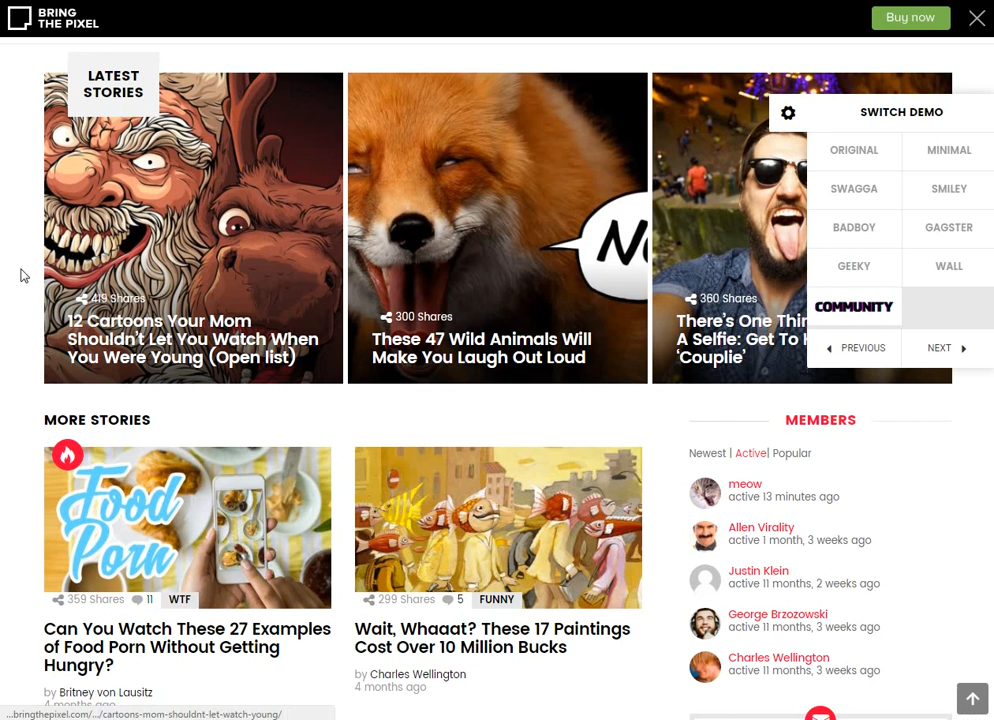 BRING
THE PIXEL
Buy now
LATEST
STORIES
419 Shares
12 Cartoons Your Mom
Shouldn't Let You Watch When
You Were Young (Open list)
300 Shares
These 47 Wild Animals Will
Make You Laugh Out Loud
360 Shares
There's One Thin
A Selfie: Get To
'Couplie'
SWITCH DEMO
ORIGINAL
MINIMAL
SWAGGA
SMILEY
BADBOY
GAGSTER
GEEKY
WALL
COMMUNITY
PREVIOUS
NEXT
MORE STORIES
Food
Porn
359 Shares 11 WTF
Can You Watch These 27 Examples
of Food Porn Without Getting
Hungry?
by Britney von Lausitz
4 months ago
299 Shares 5 FUNNY
Wait, Whaaat? These 17 Paintings
Cost Over 10 Million Bucks
by Charles Wellington
4 months ago
MEMBERS
Newest | Active| Popular
meow
active 13 minutes ago
Allen Virality
active 1 month, 3 weeks ago
Justin Klein
active 11 months, 2 weeks ago
George Brzozowski
active 11 months, 3 weeks ago
Charles Wellington
active 11 months, 3 weeks ago
...bringthepixel.com/.../cartoons-mom-shouldnt-let-watch-young/